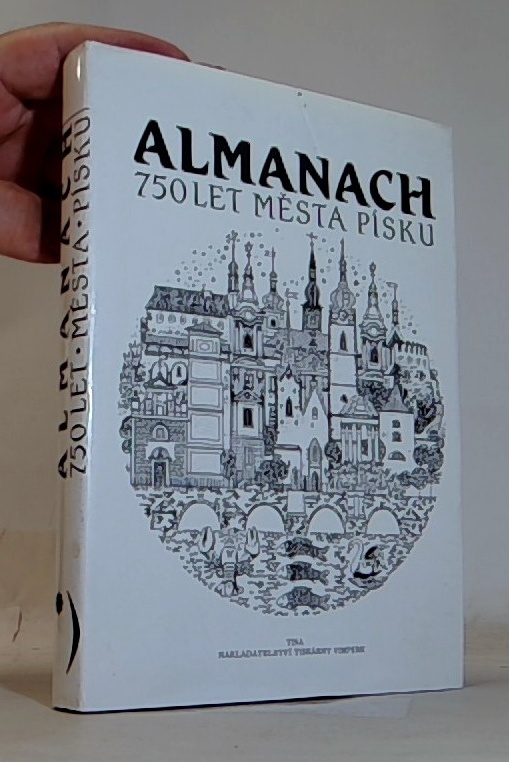 ALMANACH
750 LET MĚSTA PÍSKU
TINA
NAKLADATELSTVÍ TISKÁRNY VIMPERK
ALMANACH
750 LET · MĚSTA · PÍSKU